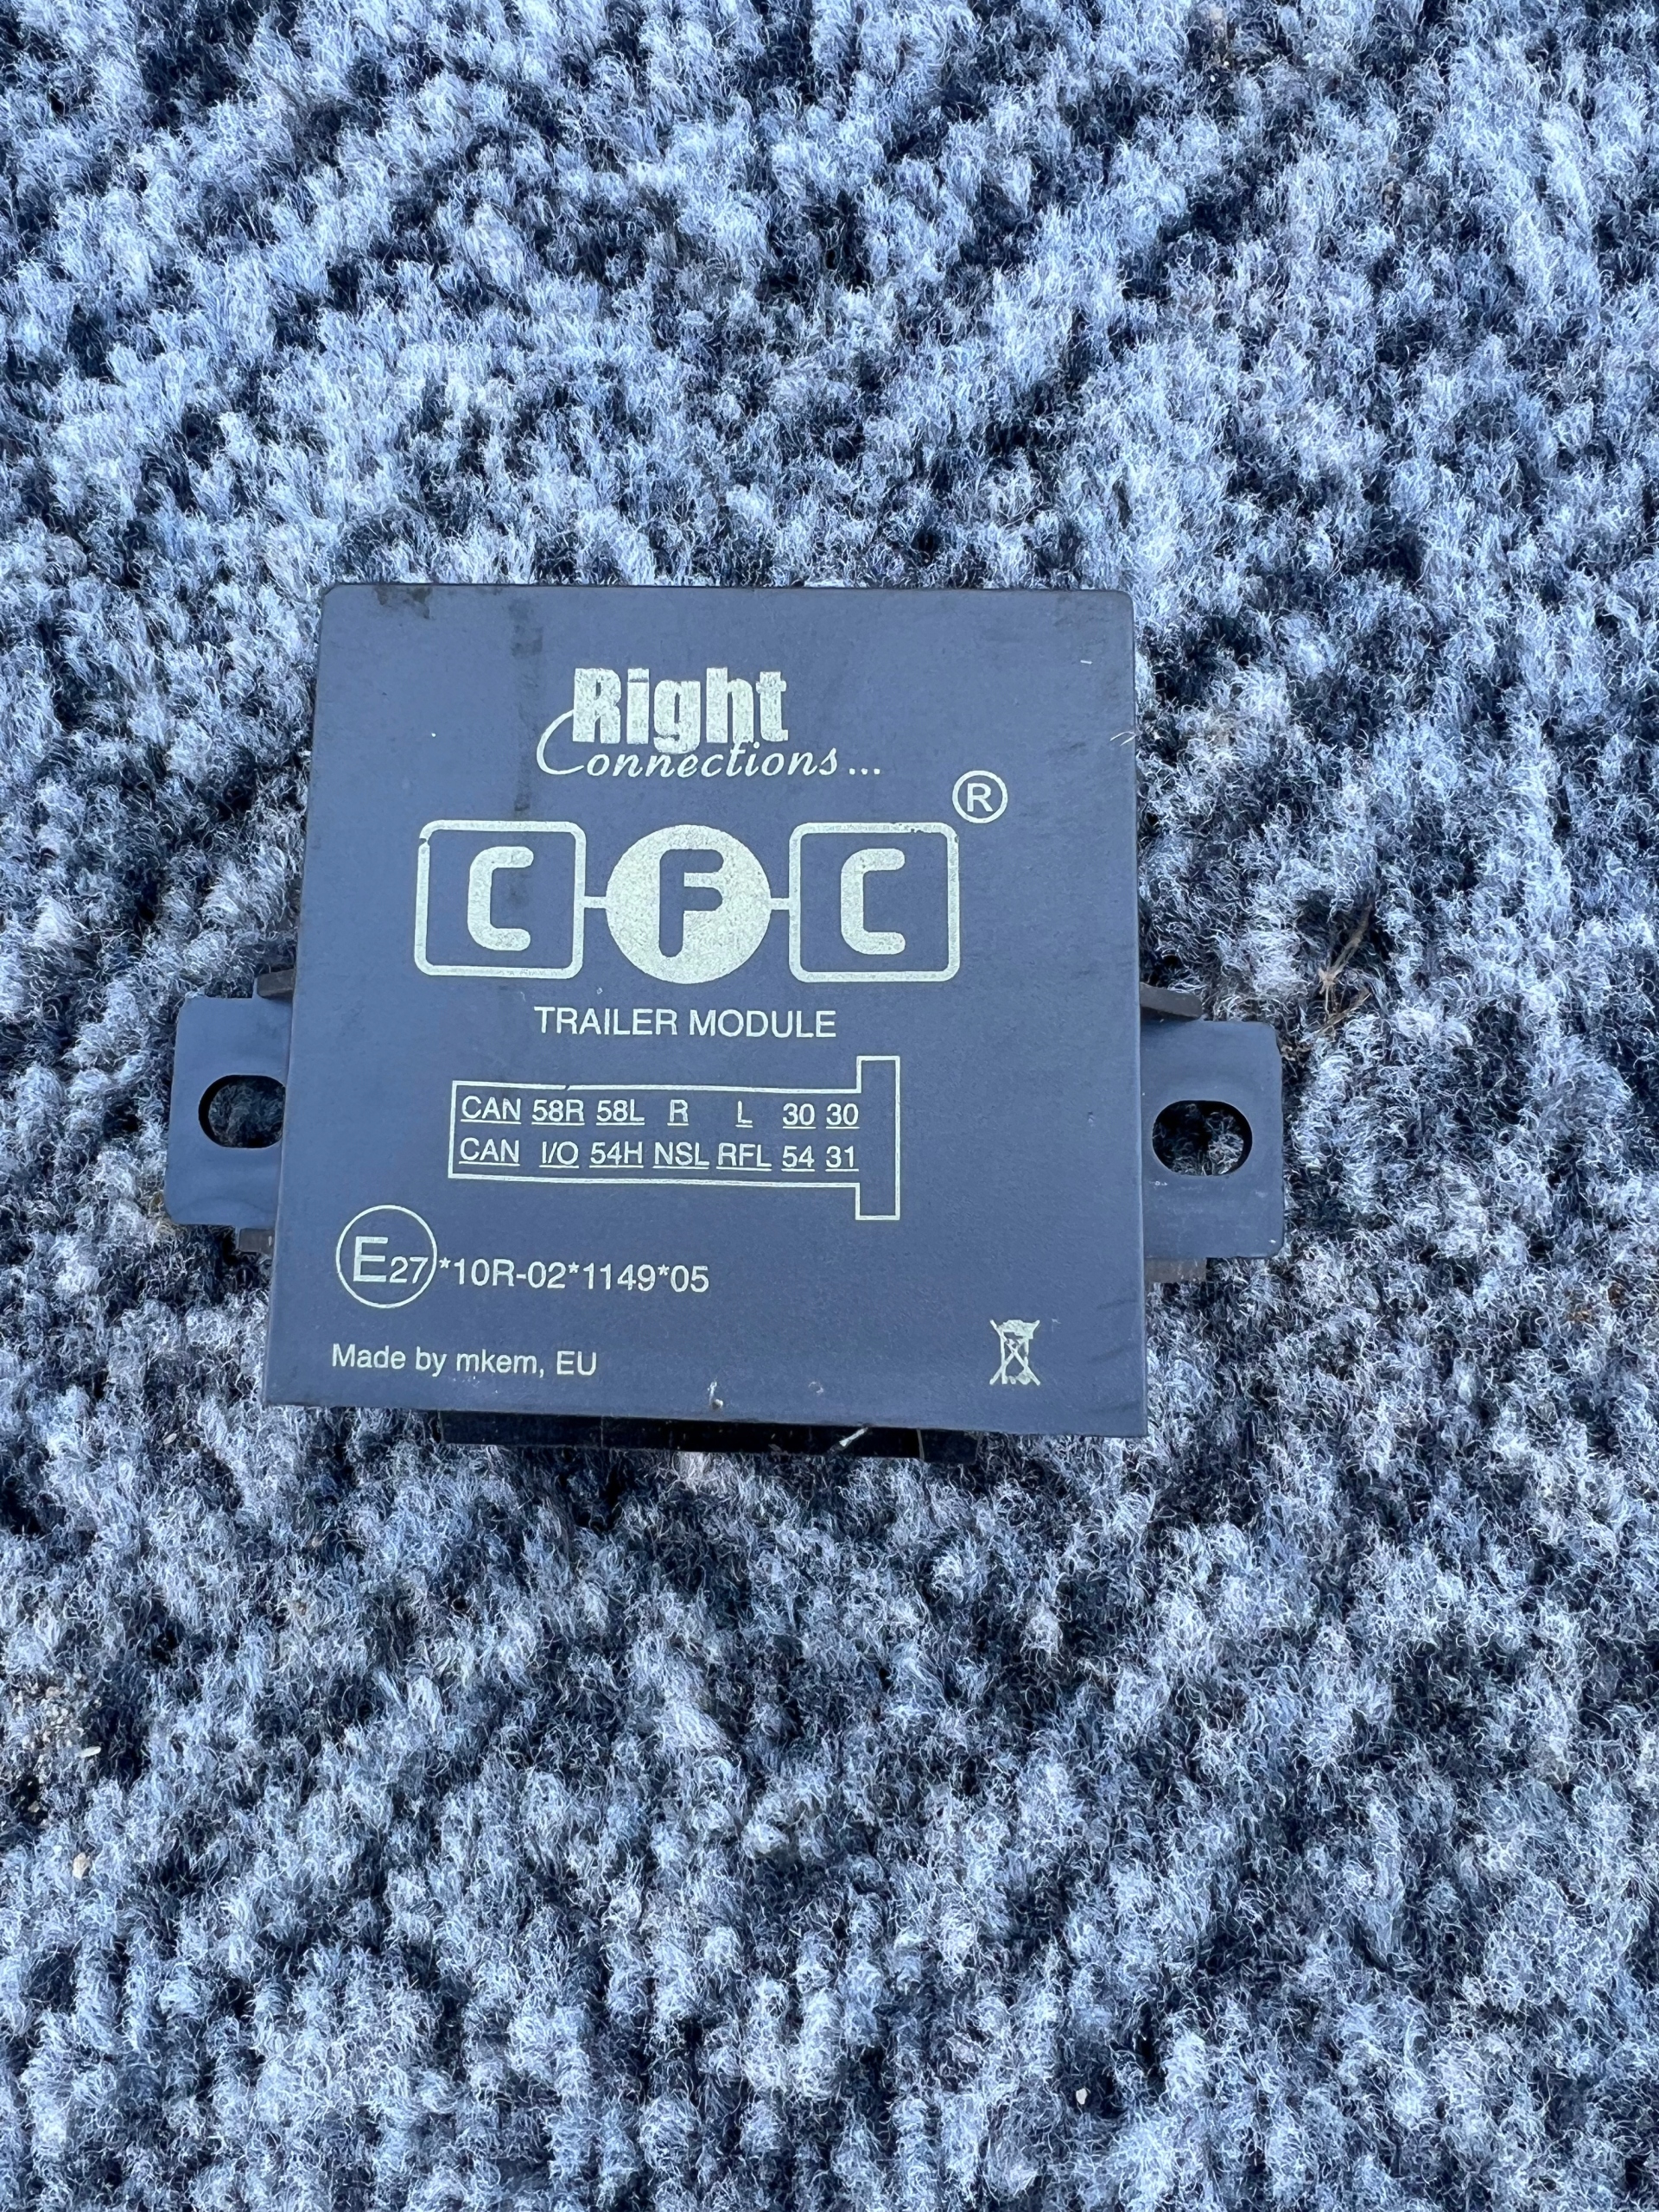 Right
Connections...
CFC®
TRAILER MODULE
CAN 58R 58L R L 30 30
CAN I/O 54H NSL RFL 54 31
E27*10R-02*1149*05
Made by mkem, EU